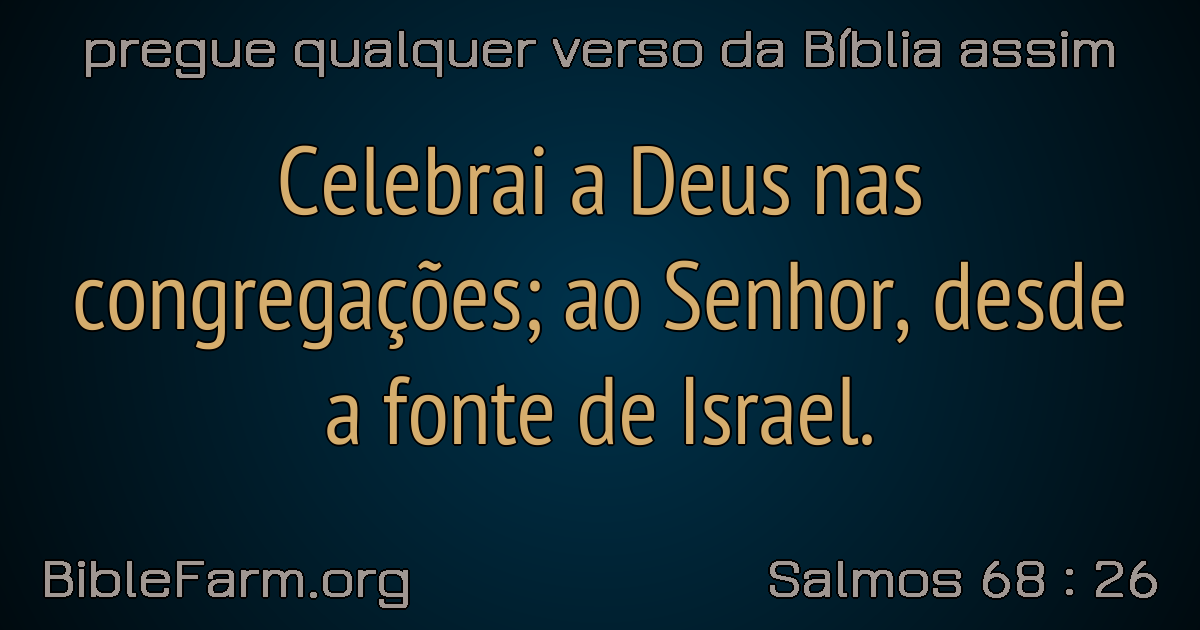 pregue qualquer verso da Bíblia assim
Celebrai a Deus nas
congregações; ao Senhor, desde
a fonte de Israel.
BibleFarm.org
Salmos 68 : 26